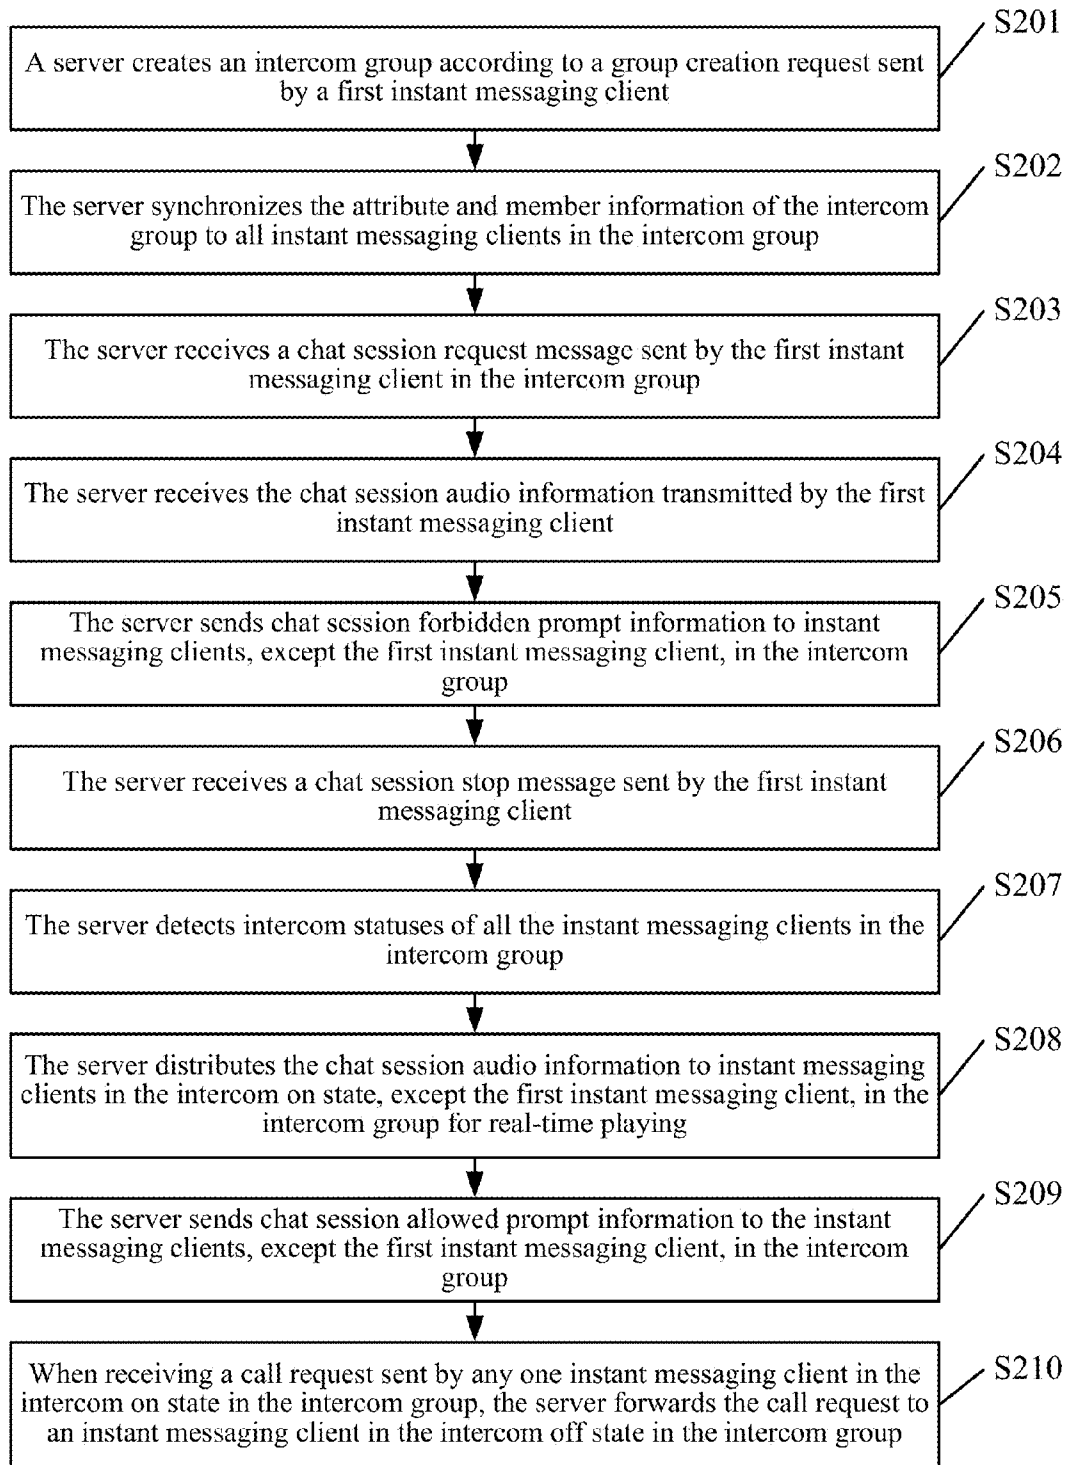 S201
A server creates an intercom group according to a group creation request sent
by a first instant messaging client
S202
The server synchronizes the attribute and member information of the intercom
group to all instant messaging clients in the intercom group
S203
The server receives a chat session request message sent by the first instant
messaging client in the intercom group
S204
The server receives the chat session audio information transmitted by the first
instant messaging client
S205
The server sends chat session forbidden prompt information to instant
messaging clients, except the first instant messaging client, in the intercom
group
S206
The server receives a chat session stop message sent by the first instant
messaging client
S207
The server detects intercom statuses of all the instant messaging clients in the
intercom group
S208
The server distributes the chat session audio information to instant messaging
clients in the intercom on state, except the first instant messaging client, in the
intercom group for real-time playing
S209
The server sends chat session allowed prompt information to the instant
messaging clients, except the first instant messaging client, in the intercom
group
S210
When receiving a call request sent by any one instant messaging client in the
intercom on state in the intercom group, the server forwards the call request to
an instant messaging client in the intercom off state in the intercom group